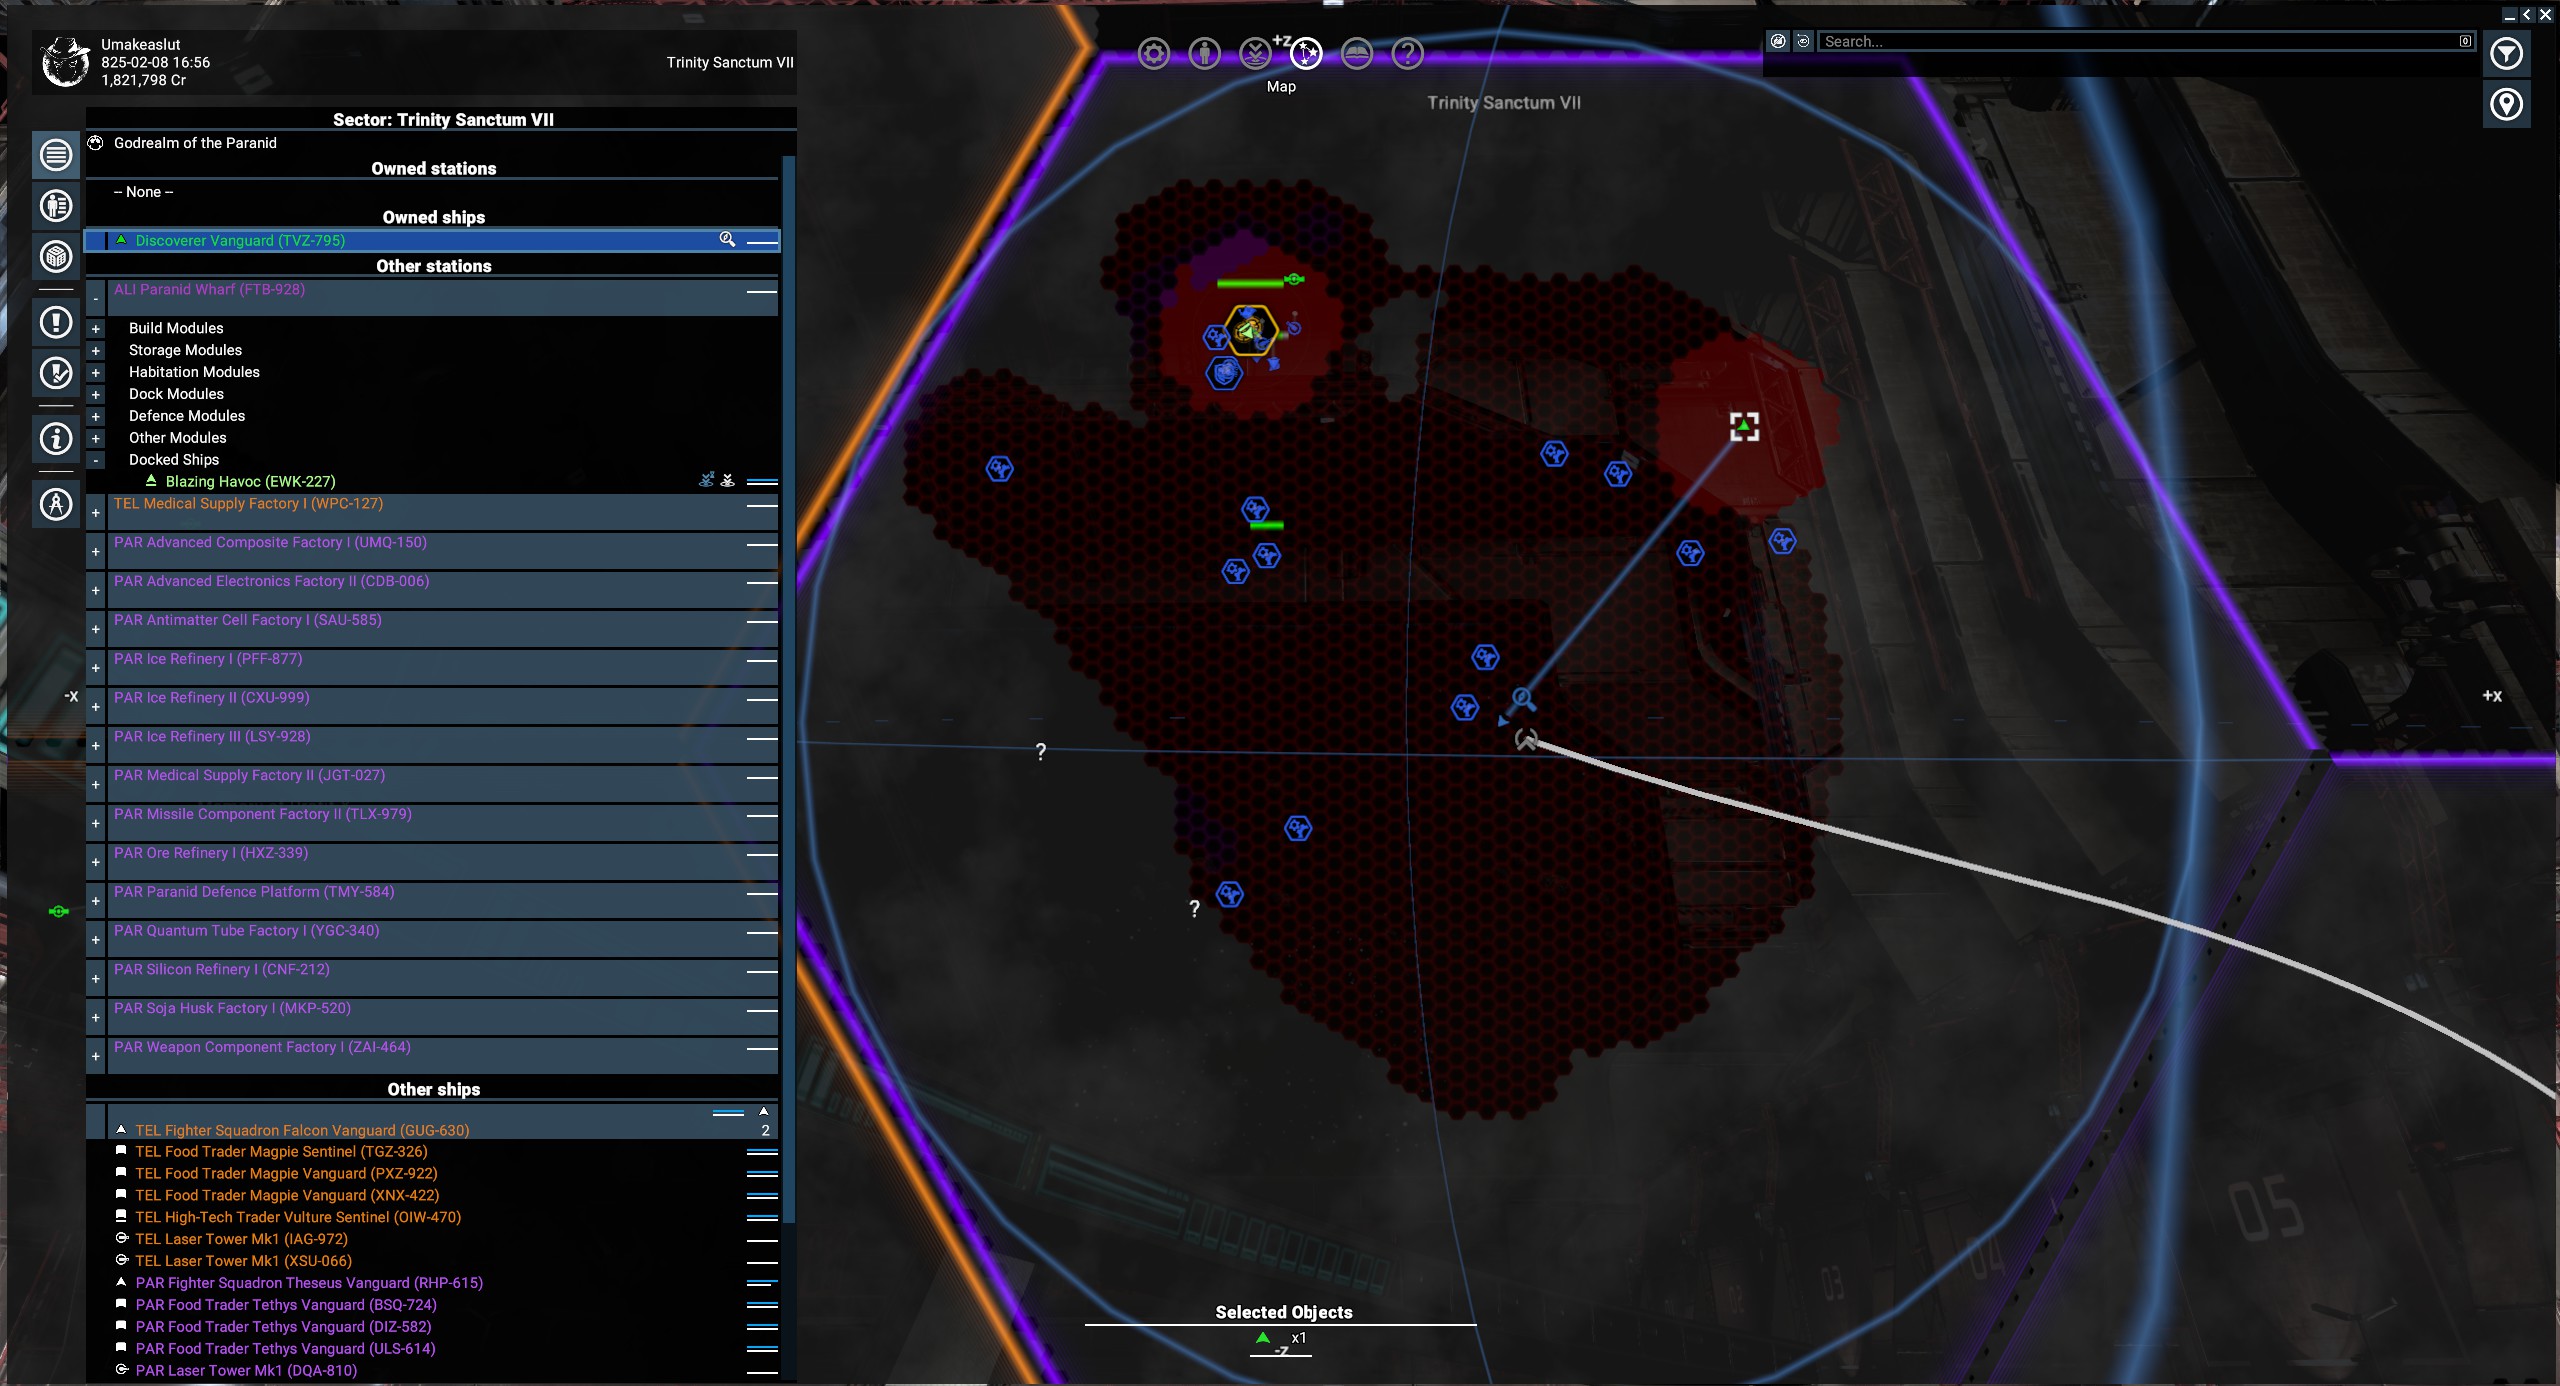 Umakeaslut
825-02-08 16:56
1,821,798 Cr
Trinity Sanctum VII
Sector: Trinity Sanctum VII
Godrealm of the Paranid
Owned stations
-- None --
Owned ships
Discoverer Vanguard (TVZ-795)
Other stations
- ALI Paranid Wharf (FTB-928)
+ Build Modules
+ Storage Modules
+ Habitation Modules
+ Dock Modules
+ Defence Modules
+ Other Modules
- Docked Ships
Blazing Havoc (EWK-227)
+ TEL Medical Supply Factory I (WPC-127)
+ PAR Advanced Composite Factory I (UMQ-150)
+ PAR Advanced Electronics Factory II (CDB-006)
+ PAR Antimatter Cell Factory I (SAU-585)
+ PAR Ice Refinery I (PFF-877)
+ PAR Ice Refinery II (CXU-999)
+ PAR Ice Refinery III (LSY-928)
+ PAR Medical Supply Factory II (JGT-027)
+ PAR Missile Component Factory II (TLX-979)
+ PAR Ore Refinery I (HXZ-339)
+ PAR Paranid Defence Platform (TMY-584)
+ PAR Quantum Tube Factory I (YGC-340)
+ PAR Silicon Refinery I (CNF-212)
+ PAR Soja Husk Factory I (MKP-520)
+ PAR Weapon Component Factory I (ZAI-464)
Other ships
TEL Fighter Squadron Falcon Vanguard (GUG-630) 2
TEL Food Trader Magpie Sentinel (TGZ-326)
TEL Food Trader Magpie Vanguard (PXZ-922)
TEL Food Trader Magpie Vanguard (XNX-422)
TEL High-Tech Trader Vulture Sentinel (OIW-470)
TEL Laser Tower Mk1 (IAG-972)
TEL Laser Tower Mk1 (XSU-066)
PAR Fighter Squadron Theseus Vanguard (RHP-615)
PAR Food Trader Tethys Vanguard (BSQ-724)
PAR Food Trader Tethys Vanguard (DIZ-582)
PAR Food Trader Tethys Vanguard (ULS-614)
PAR Laser Tower Mk1 (DQA-810)
-X
+Z
?
Map
Trinity Sanctum VII
Search...
0
+X
?
?
05
04
03
Selected Objects
x1
-Z